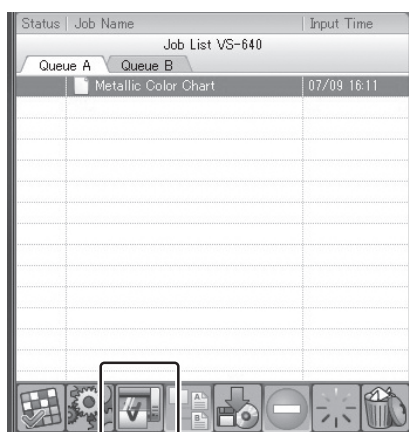 Status Job Name Input Time
Job List VS-640
Queue A Queue B
Metallic Color Chart 07/09 16:11
A
B